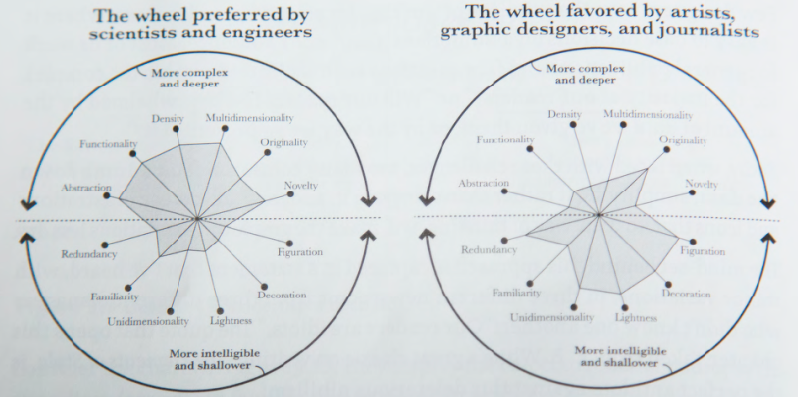 The wheel preferred by
scientists and engineers
More complex
and deeper
Density
Multidimensionality
Functionality
Originality
Abstraction
Novelty
Redundancy
Figuration
Familiarity
Decoration
Unidimensionality
Lightness
More intelligible
and shallower
The wheel favored by artists,
graphic designers, and journalists
More complex
and deeper
Density
Multidimensionality
Functionality
Originality
Abstraction
Novelty
Redundancy
Figuration
Familiarity
Decoration
Unidimensionality
Lightness
More intelligible
and shallower